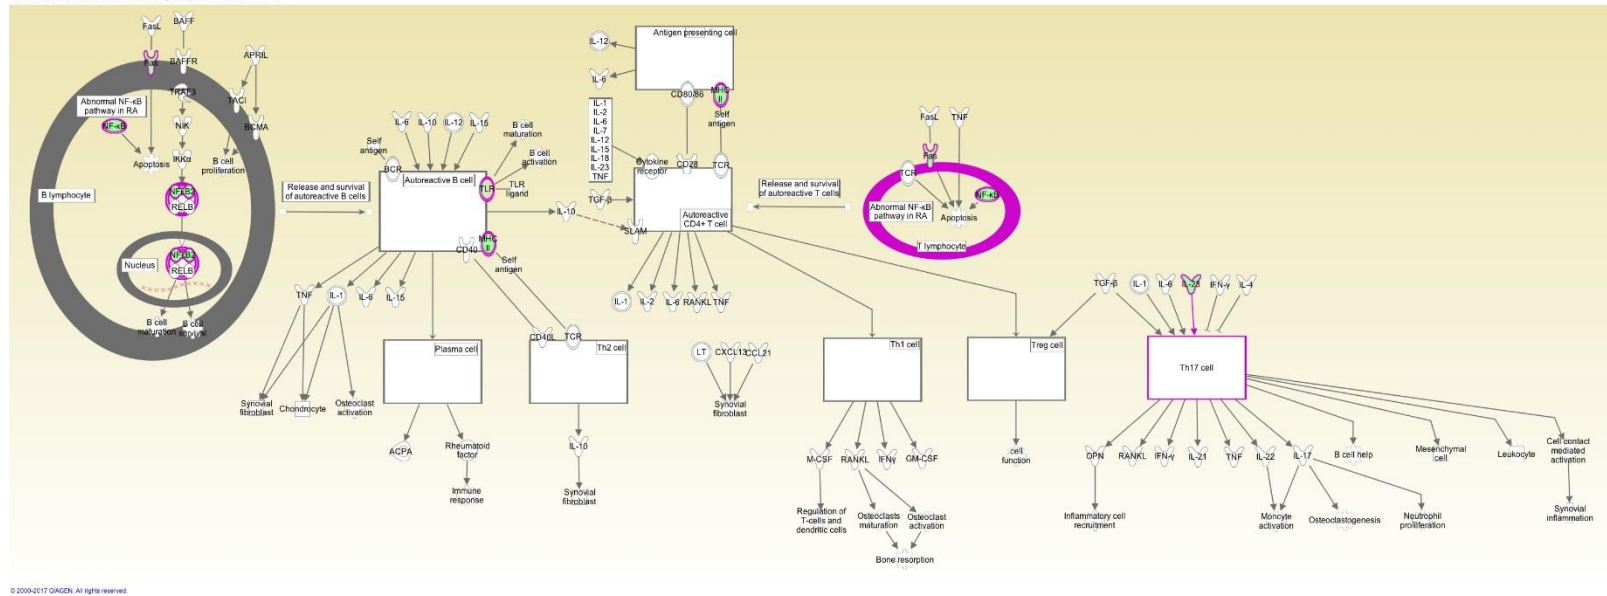 FasL
BAFF
Fas
BAFFR
APRIL
TRAF3
TACI
Abnormal NF-κB
pathway in RA
NF-κB
NIK
BCMA
IKKα
Apoptosis
B cell
proliferation
B lymphocyte
NFκB2
RELB
Nucleus
NFκB2
RELB
B cell
maturation
B cell
survival
Release and survival
of autoreactive B cells
Self
antigen
BCR
IL-6
IL-10
IL-12
IL-15
B cell
maturation
B cell
activation
Autoreactive B cell
TLR
TLR
ligand
IL-10
CD40
MHC
II
Self
antigen
TNF
IL-1
IL-6
IL-15
Synovial
fibroblast
Chondrocyte
Osteoclast
activation
Plasma cell
ACPA
Rheumatoid
factor
Immune
response
CD40L
TCR
Th2 cell
IL-10
Synovial
fibroblast
IL-12
IL-6
Antigen presenting cell
CD80/86
MHC
II
Self
antigen
IL-1
IL-2
IL-6
IL-7
IL-12
IL-15
IL-18
IL-23
TNF
Cytokine
receptor
CD28
TCR
TGF-β
SLAM
Autoreactive
CD4+ T cell
IL-1
IL-2
IL-6
RANKL
TNF
LT
CXCL13
CCL21
Synovial
fibroblast
Release and survival
of autoreactive T cells
FasL
TNF
Fas
TCR
NF-κB
Abnormal NF-κB
pathway in RA
Apoptosis
T lymphocyte
Th1 cell
M-CSF
RANKL
IFNγ
GM-CSF
Regulation of
T-cells and
dendritic cells
Osteoclasts
maturation
Osteoclast
activation
Bone resorption
Treg cell
cell
function
TGF-β
IL-1
IL-6
IL-23
IFN-γ
IL-4
Th17 cell
OPN
RANKL
IFN-γ
IL-21
TNF
IL-22
IL-17
B cell help
Mesenchymal
cell
Leukocyte
Cell contact
mediated
activation
Inflammatory cell
recruitment
Moncyte
activation
Osteoclastogenesis
Neutrophil
proliferation
Synovial
inflammation
© 2000-2017 QIAGEN. All rights reserved.